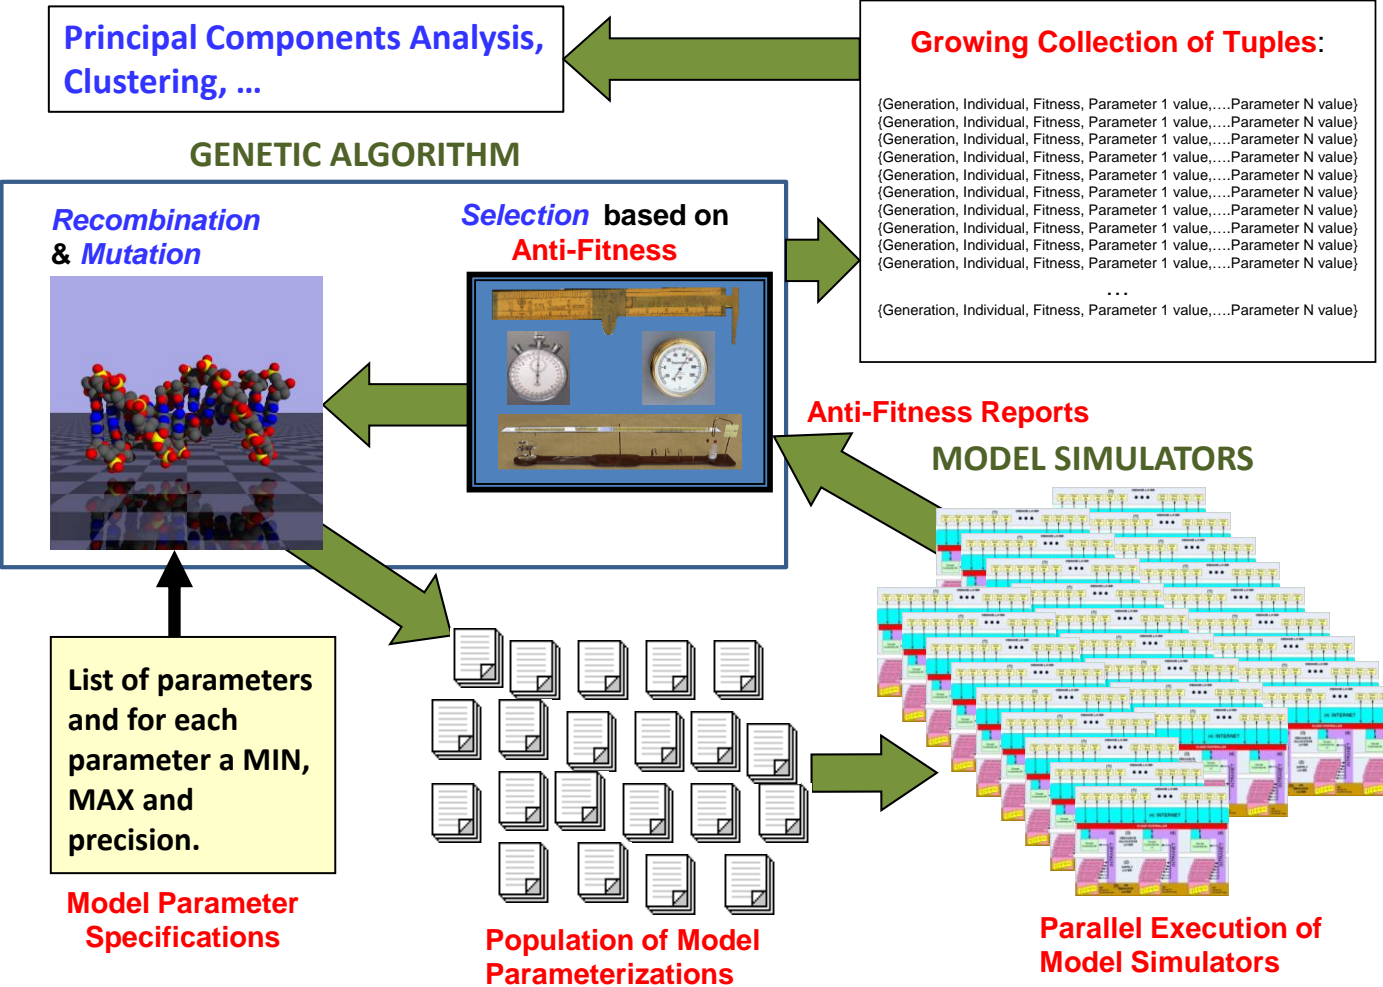 Principal Components Analysis,
Clustering, …
Growing Collection of Tuples:
{Generation, Individual, Fitness, Parameter 1 value,….Parameter N value}
{Generation, Individual, Fitness, Parameter 1 value,….Parameter N value}
{Generation, Individual, Fitness, Parameter 1 value,….Parameter N value}
{Generation, Individual, Fitness, Parameter 1 value,….Parameter N value}
{Generation, Individual, Fitness, Parameter 1 value,….Parameter N value}
{Generation, Individual, Fitness, Parameter 1 value,….Parameter N value}
{Generation, Individual, Fitness, Parameter 1 value,….Parameter N value}
{Generation, Individual, Fitness, Parameter 1 value,….Parameter N value}
{Generation, Individual, Fitness, Parameter 1 value,….Parameter N value}
{Generation, Individual, Fitness, Parameter 1 value,….Parameter N value}
…
{Generation, Individual, Fitness, Parameter 1 value,….Parameter N value}
GENETIC ALGORITHM
Recombination
& Mutation
Selection based on
Anti-Fitness
Anti-Fitness Reports
MODEL SIMULATORS
List of parameters
and for each
parameter a MIN,
MAX and
precision.
Model Parameter
Specifications
Population of Model
Parameterizations
Parallel Execution of
Model Simulators